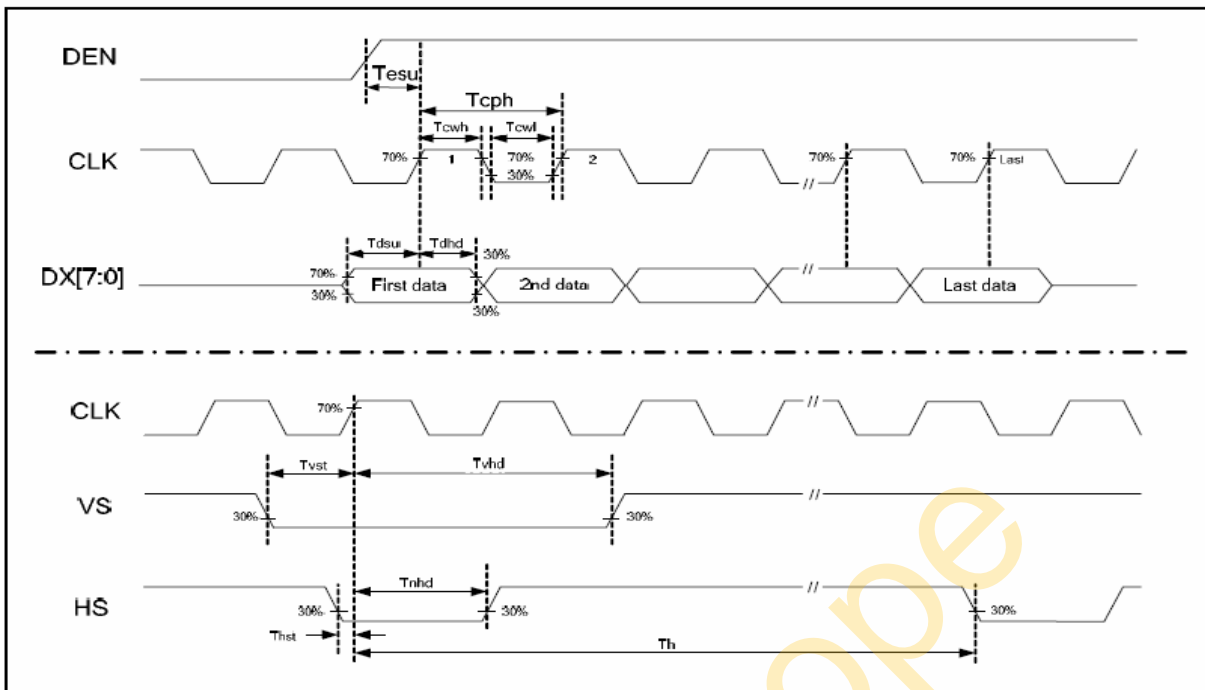 DEN
Tesu
Tcph
Tcwh Tcwl
CLK 70% 1 70% 2 70% 70% Last
30%
//
Tdsu Tdhd 30%
DX[7:0] 70% First data 2nd data // Last data
30% 30%
CLK 70% //
Tvst Tvhd
VS 30% 30% //
Tnhd
HS 30% 30% // 30%
Thst
Th
ope